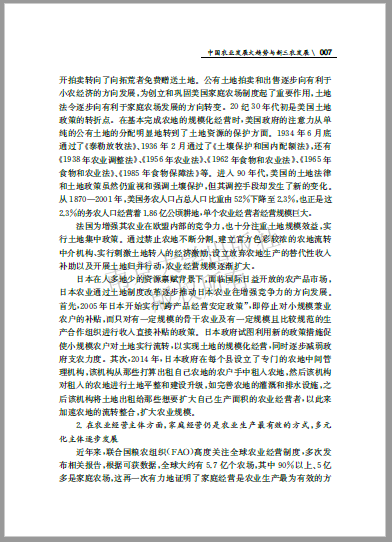 中国农业发展大趋势与新三农发展 \ 007
开拍卖转向了向拓荒者免费赠送土地。公有土地拍卖和出售逐步向有利于
小农经济的方向发展,为创立和巩固美国家庭农场制度起了重要作用,土地
法令逐步向有利于家庭农场发展的方向转变。20 纪 30 年代初是美国土地
政策的转折点。在基本完成农地的规模化经营时,美国政府的注意力从单
纯的公有土地的分配明显地转到了土地资源的保护方面。1934 年 6 月底
通过了《泰勒放牧法》、1936 年 2 月通过了《土壤保护和国内配额法》,还有
《1938 年农业调整法》、《1956 年农业法》、《1962 年食物和农业法》、《1965 年
食物和农业法》、《1985 年食物保障法》等。进入 90 年代,美国的土地法律
和土地政策虽然仍重视和强调土壤保护,但其调控手段却发生了新的变化。
从 1870—2001 年,美国务农人口占总人口比重由 52%下降至 2.3%,也正是这
2.3%的务农人口经营着 1.86 亿公顷耕地,单个农业经营者经营规模巨大。
法国为增强其农业在欧盟内部的竞争力,也十分注重土地规模效益,实
行土地集中政策。通过禁止农地不断分割、建立官方或者较浓的农地流转
中介机构、实行刺激土地转入的经济激励、设立放弃农地生产的替代性收入
补助以及开展土地归并行动,农业经营规模逐渐扩大。
日本在人多地少的资源禀赋背景下,面临国际日益开放的农产品市场,
日本农业通过土地制度改革逐步推动日本农业在增强竞争力的方向发展。
首先,2005 年日本开始实行“跨产品经营安定政策”,即停止对小规模兼业
农户的补贴,而只对有一定规模的骨干农业及有一定规模且比较规范的生
产合作组织进行收入直接补贴的政策。日本政府试图利用新的政策措施促
使小规模农户对土地实行流转,以实现土地的规模化经营,同时逐步减弱政
府支农力度。其次,2014 年,日本政府在每个县设立了专门的农地中间管
理机构,该机构从那些打算出租自己农地的农户手中租入农地,然后该机构
对租入的农地进行土地平整和建设升级,如完善农地的灌溉和排水设施,之
后该机构将土地出租给那些想要扩大自己生产面积的农业经营者,以此来
加速农地的流转整合,扩大农业规模。
2. 在农业经营主体方面,家庭经营仍是农业生产最有效的方式,多元
化主体逐步发展
近年来,联合国粮农组织(FAO)高度关注全球农业经营制度,多次发
布相关报告,根据可获数据,全球大约有 5.7 亿个农场,其中 90%以上、5 亿
多是家庭农场,这再一次有力地证明了家庭经营是农业生产最为有效的方